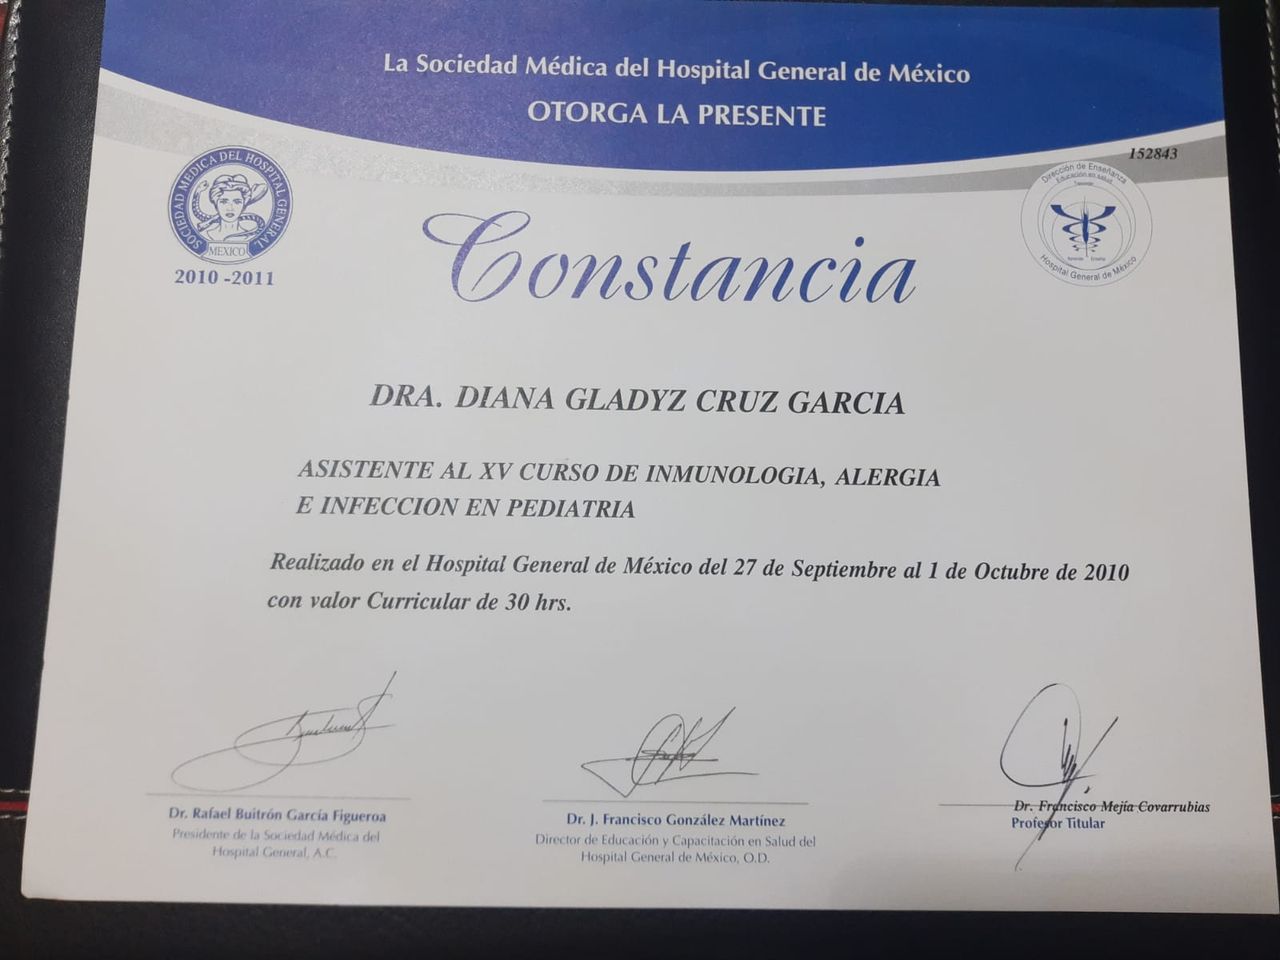 La Sociedad Médica del Hospital General de México
OTORGA LA PRESENTE
152843
SOCIEDAD MEDICA DEL HOSPITAL GENERAL
MEXICO
2010 -2011
Dirección de Enseñanza
Educación en salud
Hospital General de México
Constancia
DRA. DIANA GLADYZ CRUZ GARCIA
ASISTENTE AL XV CURSO DE INMUNOLOGIA, ALERGIA
E INFECCION EN PEDIATRIA
Realizado en el Hospital General de México del 27 de Septiembre al 1 de Octubre de 2010
con valor Curricular de 30 hrs.
Dr. Rafael Buitrón García Figueroa
Presidente de la Sociedad Médica del
Hospital General, A.C.
Dr. J. Francisco González Martínez
Director de Educación y Capacitación en Salud del
Hospital General de México, O.D.
Dr. Francisco Mejía Covarrubias
Profesor Titular